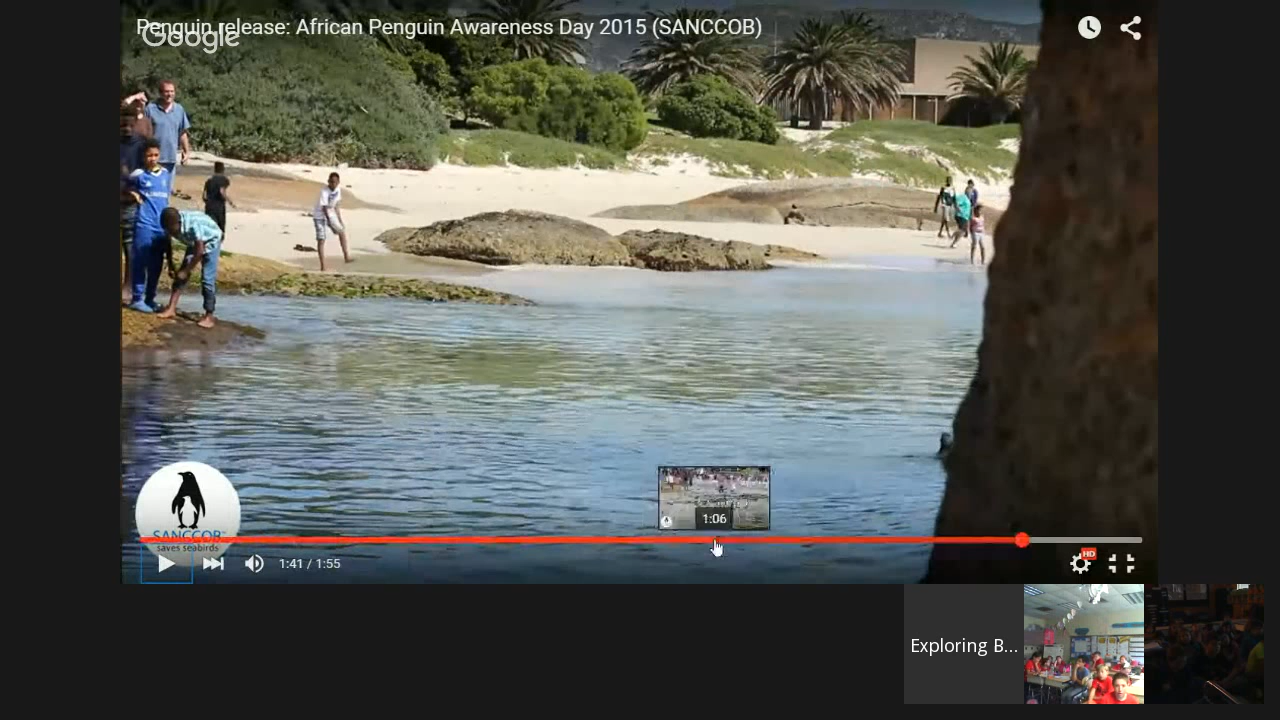 Penguin release: African Penguin Awareness Day 2015 (SANCCOB)
Google
1:06
SANCCOB
saves seabirds
HD
1:41 / 1:55
Exploring B...